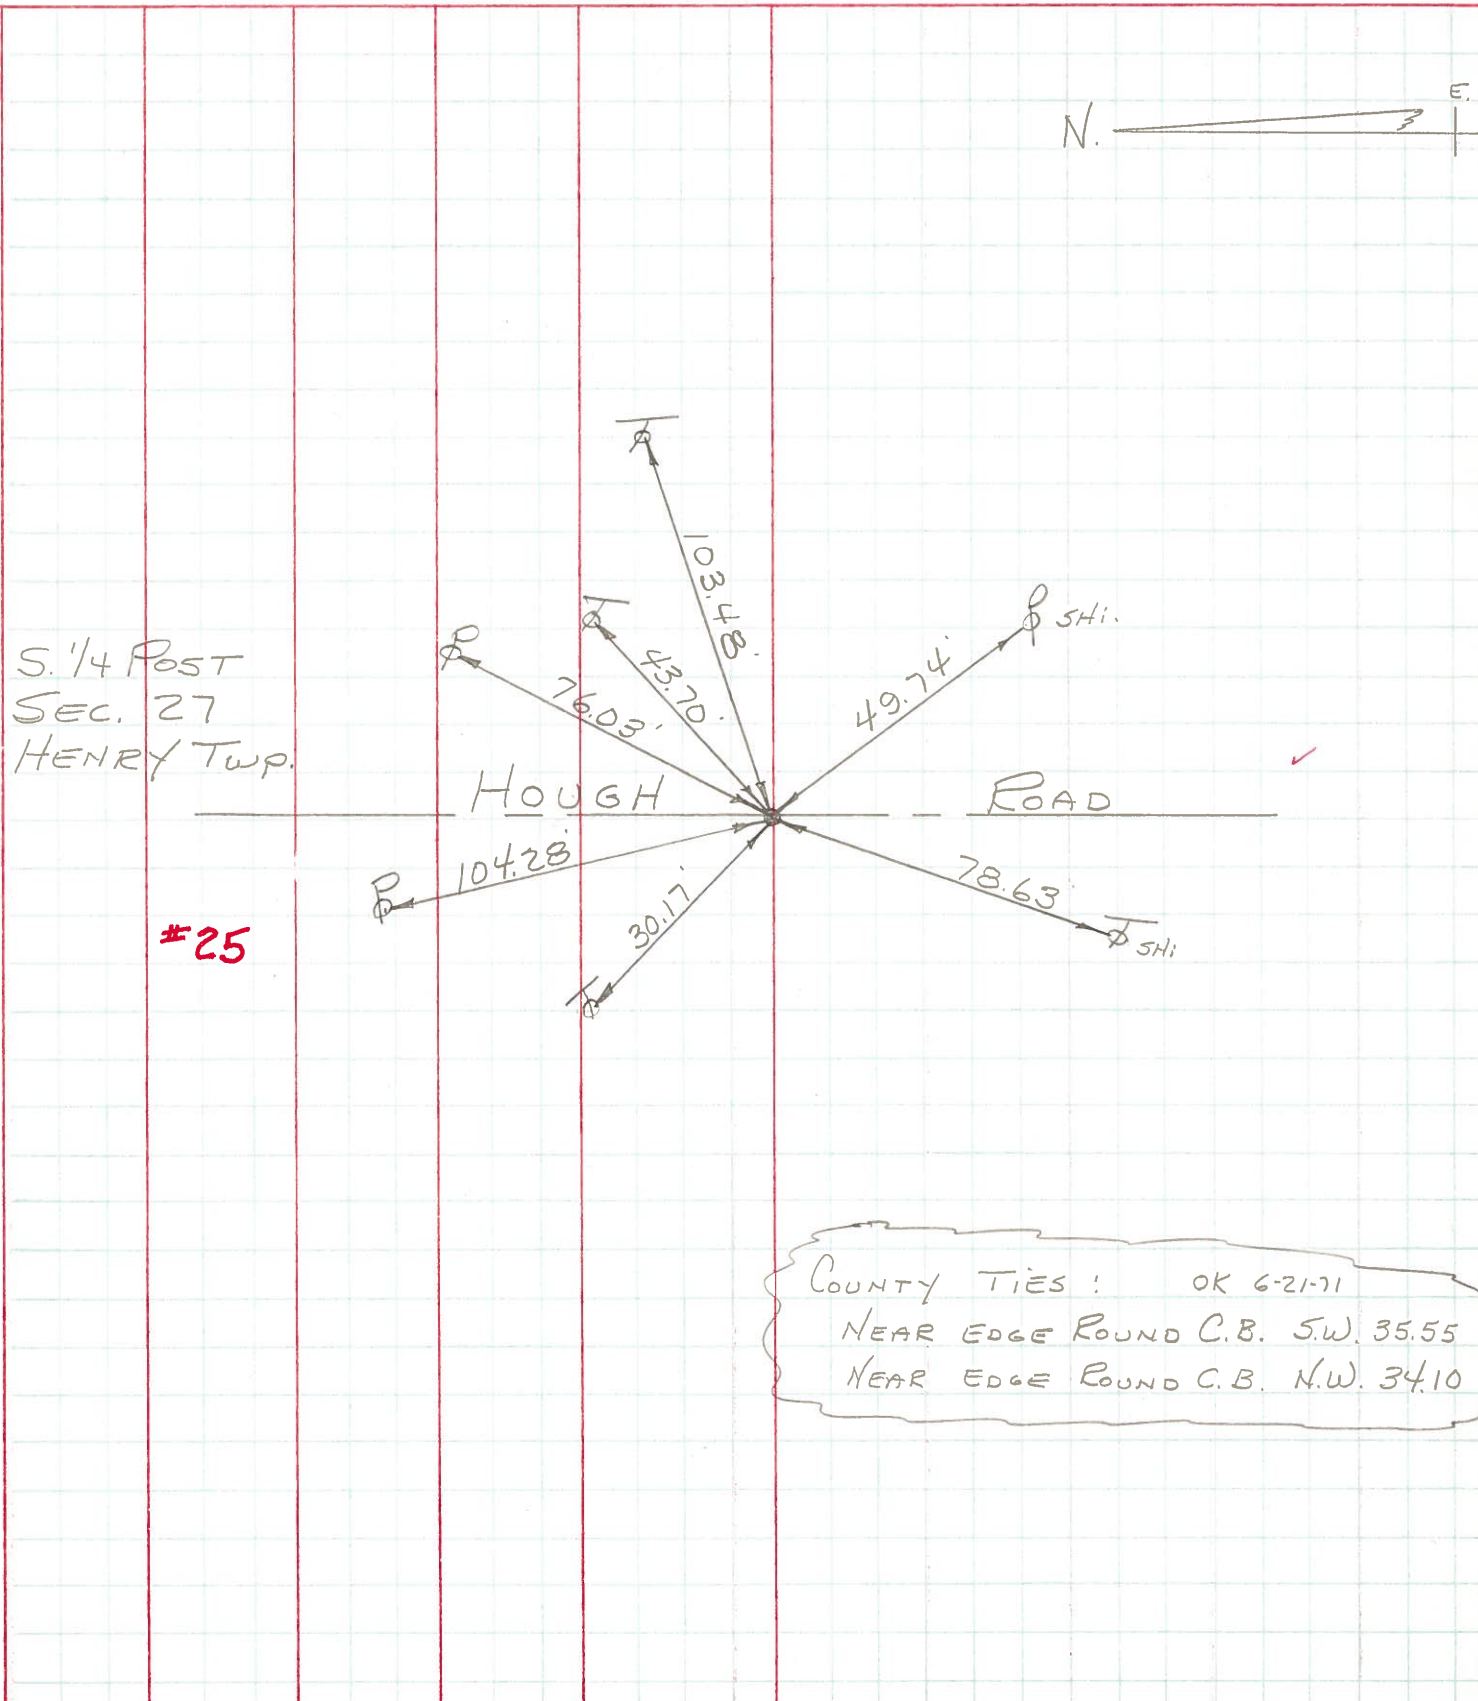 E.
N.
103.48'
SHI.
43.70'
49.74'
76.03'
S. 1/4 POST
SEC. 27
HENRY TWP.
HOUGH ROAD
104.28'
78.63'
30.17'
#25
SHI
COUNTY TIES: OK 6-21-71
NEAR EDGE ROUND C.B. S.W. 35.55
NEAR EDGE ROUND C.B. N.W. 34.10